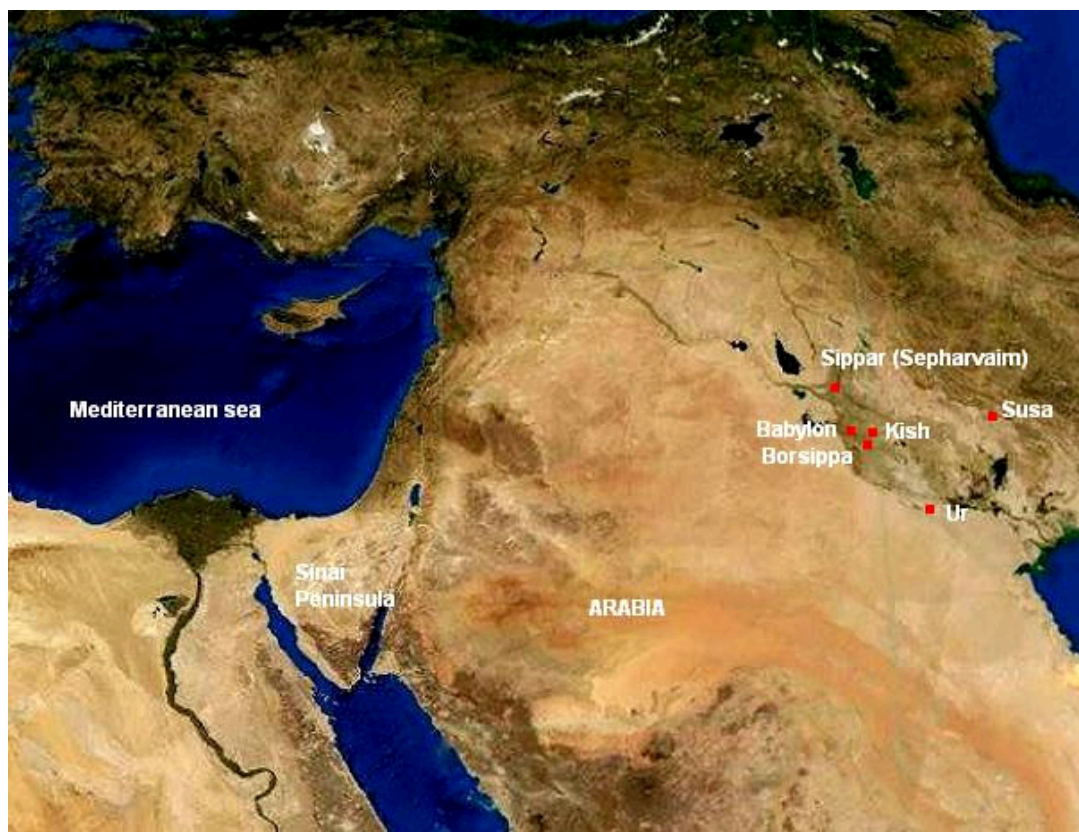 Sippar (Sepharvaim)
Mediterranean sea
Susa
Babylon
Kish
Borsippa
Ur
Sinai
Peninsula
ARABIA